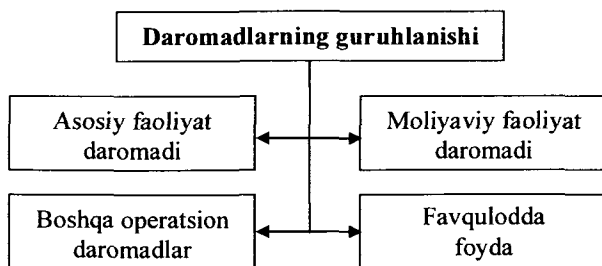 Daromadlarning guruhlanishi
Asosiy faoliyat
daromadi
Moliyaviy faoliyat
daromadi
Boshqa operatsion
daromadlar
Favqulodda
foyda